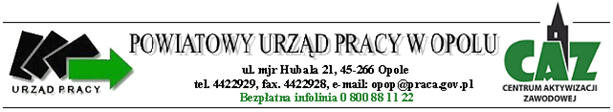 POWIATOWY URZĄD PRACY W OPOLU
ul. mjr Hubala 21, 45-266 Opole
tel. 4422929, fax. 4422928, e-mail: opop@praca.gov.pl
Bezpłatna infolinia 0 800 88 11 22
URZĄD PRACY
CAZ
CENTRUM AKTYWIZACJI
ZAWODOWEJ